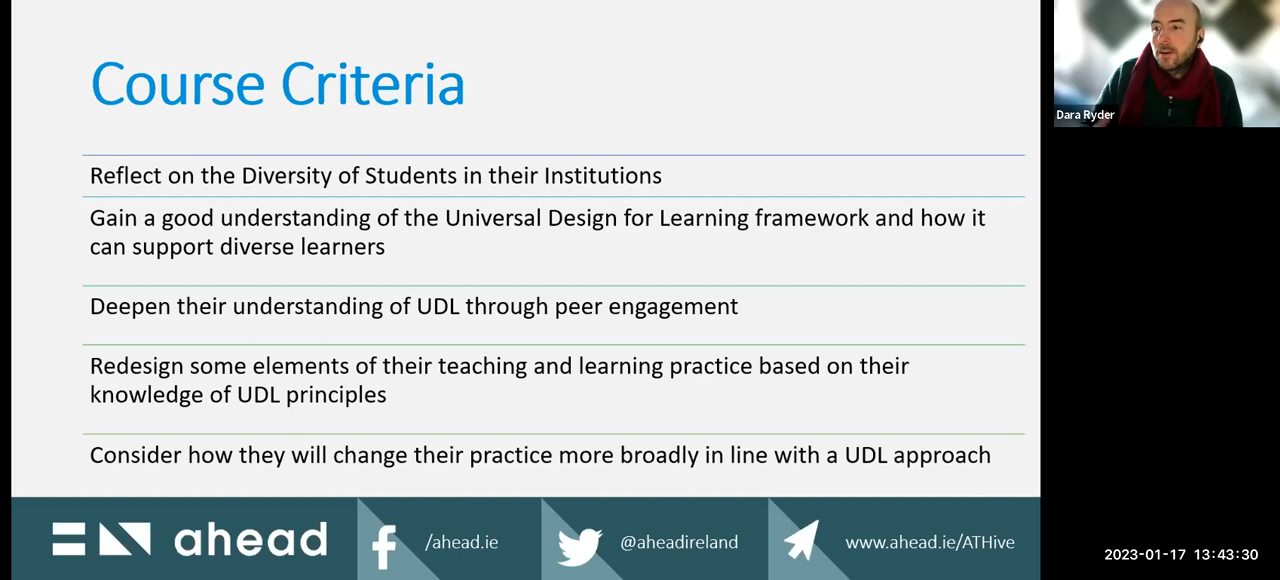 Course Criteria
Reflect on the Diversity of Students in their Institutions
Gain a good understanding of the Universal Design for Learning framework and how it
can support diverse learners
Deepen their understanding of UDL through peer engagement
Redesign some elements of their teaching and learning practice based on their
knowledge of UDL principles
Consider how they will change their practice more broadly in line with a UDL approach
ahead
/ahead.ie
@aheadireland
www.ahead.ie/ATHive
Dara Ryder
2023-01-17 13:43:30